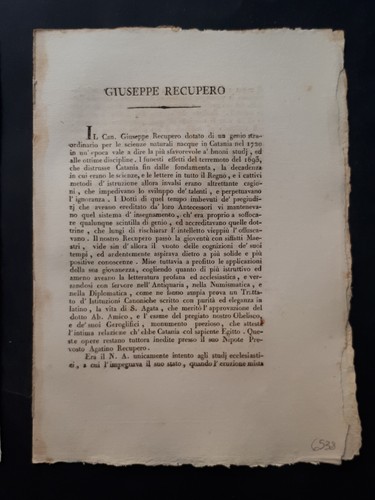 GIUSEPPE RECUPERO
IL Can. Giuseppe Recupero dotato di un genio stra-
ordinario per le scienze naturali nacque in Catania nel 1720
in un'epoca vale a dire la più sfavorevole a' buoni studj, ed
alle ottime discipline. I funesti effetti del terremoto del 1693,
che distrusse Catania fin dalle fondamenta, la decadenza
in cui erano le scienze, e le lettere in tutto il Regno, e i cattivi
metodi d'istruzione allora invalsi erano altrettante cagio-
ni, che impedivano lo sviluppo de' talenti, e perpetuavano
l'ignoranza. I Dotti di quel tempo imbevuti de' pregiudi-
zj che aveano ereditato da' loro Antecessori vi manteneva-
no quel sistema d'insegnamento, ch'era proprio a soffoca-
re qualunque scintilla di genio, ed accreditavano quelle dot-
trine, che lungi di rischiarar l'intelletto vieppiù l'offusca-
vano. Il nostro Recupero passò la gioventù con siffatti Mae-
stri, vide sin d'allora il vuoto delle cognizioni de' suoi
tempi, ed ardentemente aspirava dietro a più solide e più
positive conoscenze. Mise tuttavia a profitto le applicazioni
della sua giovanezza, cogliendo quanto di più istruttivo ed
ameno aveano la letteratura profana ed ecclesiastica, e ver-
sandosi con fervore nell'Antiquaria, nella Numismatica, e
nella Diplomatica, come ne fanno ampia prova un Tratta-
to d'Istituzioni Canoniche scritto con purità ed eleganza in
latino, la vita di S. Agata, che meritò l'approvazione del
dotto Ab. Amico, e l'esame del pregiato nostro Obelisco,
e de' suoi Geroglifici, monumento prezioso, che attesta
l'intima relazione ch'ebbe Catania col sapiente Egitto. Que-
ste opere restano tuttora inedite presso il suo Nipote Pre-
vosto Agatino Recupero.
Era il N. A. unicamente intento agli studj ecclesiasti-
ci, a cui l'impegnava il suo stato, quando l'eruzione mista